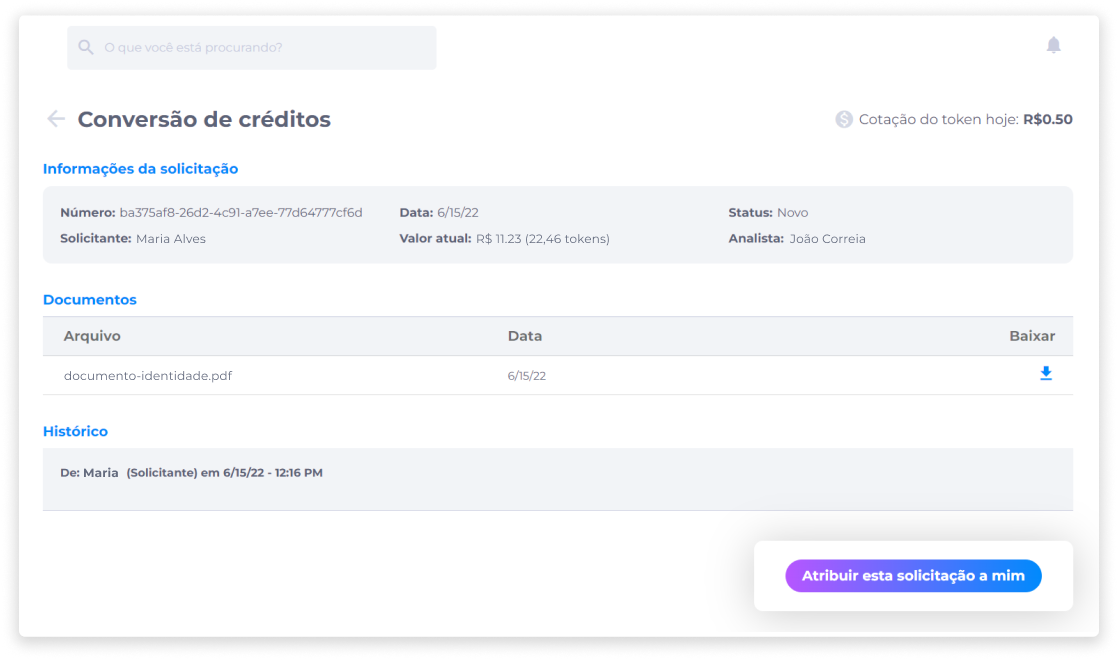 O que você está procurando?
Conversão de créditos
Cotação do token hoje: R$0.50
Informações da solicitação
Número: ba375af8-26d2-4c91-a7ee-77d64777cf6d Data: 6/15/22 Status: Novo
Solicitante: Maria Alves Valor atual: R$ 11.23 (22,46 tokens) Analista: João Correia
Documentos
Arquivo Data Baixar
documento-identidade.pdf 6/15/22
Histórico
De: Maria (Solicitante) em 6/15/22 - 12:16 PM
Atribuir esta solicitação a mim